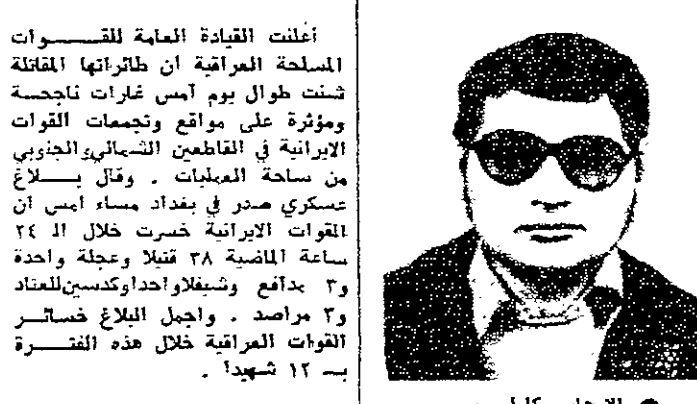 أعلنت القيادة العامة للقـــوات
المسلحة العراقية ان طائراتها المقاتلة
شنت طوال يوم أمس غارات ناجحـة
ومؤثرة على مواقع وتجمعات القوات
الايرانية في القاطعين الشمالي والجنوبي
من ساحة العمليات . وقال بـــلاغ
عسكري صدر في بغداد مساء امس ان
القوات الايرانية خسرت خلال الـ ٢٤
ساعة الماضية ٣٨ قتيلا وعجلة واحدة
و٣ مدافع وشيفلا واحدا وكدسين للعتاد
و٣ مراصد . واجمل البلاغ خسائـر
القوات العراقية خلال هذه الفتـــرة
بـ ١٢ شهيدا .